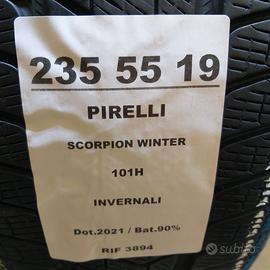 235 55 19
PIRELLI
SCORPION WINTER
101H
INVERNALI
Dot.2021 / Bat.90%
RIF 3894
subito